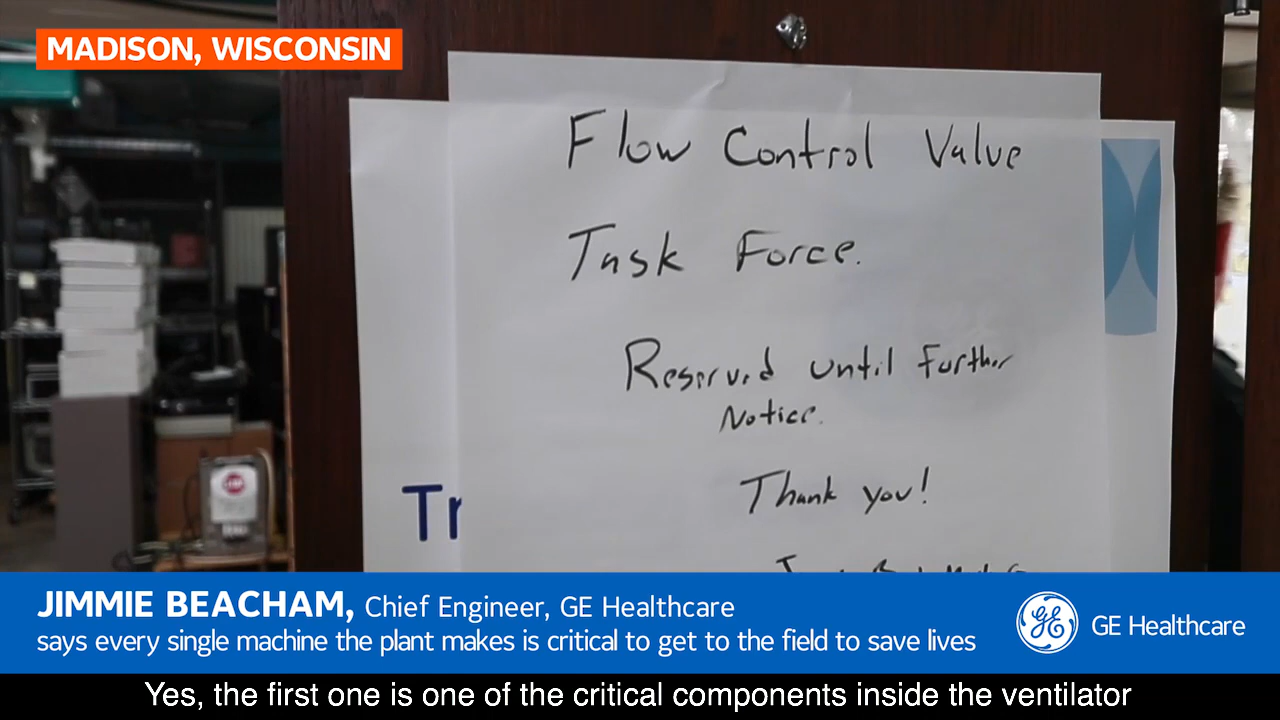 MADISON, WISCONSIN
Flow Control Valve
Task Force.
Reserved until further
Notice.
Thank you!
Tr
JIMMIE BEACHAM, Chief Engineer, GE Healthcare
says every single machine the plant makes is critical to get to the field to save lives
GE Healthcare
Yes, the first one is one of the critical components inside the ventilator